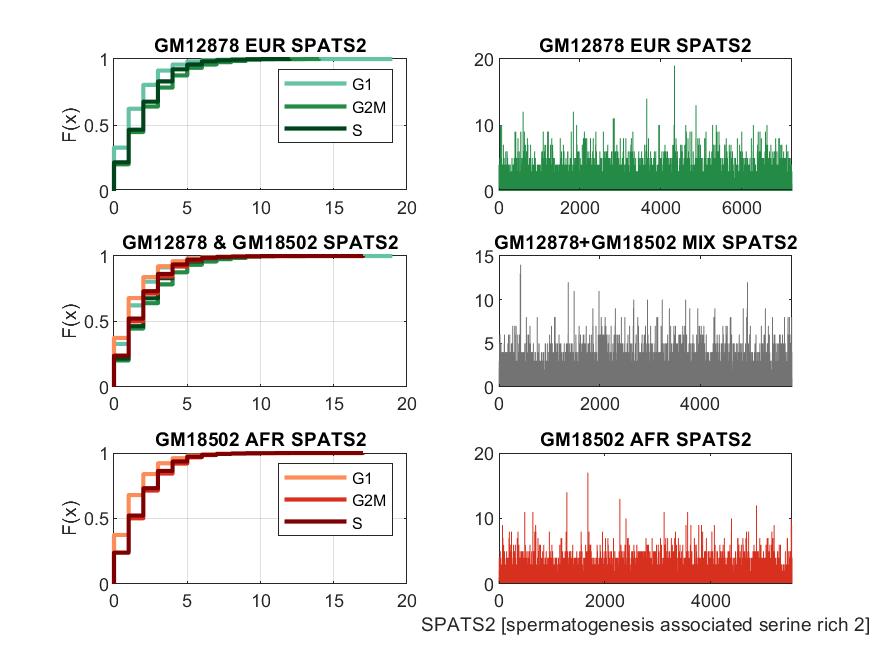 GM12878 EUR SPATS2
1
0.5
0
F(x)
0 5 10 15 20
G1
G2M
S
GM12878 EUR SPATS2
20
10
0
0 2000 4000 6000
GM12878 & GM18502 SPATS2
1
0.5
0
F(x)
0 5 10 15 20
GM12878+GM18502 MIX SPATS2
15
10
5
0
0 2000 4000
GM18502 AFR SPATS2
1
0.5
0
F(x)
0 5 10 15 20
G1
G2M
S
GM18502 AFR SPATS2
20
10
0
0 2000 4000
SPATS2 [spermatogenesis associated serine rich 2]